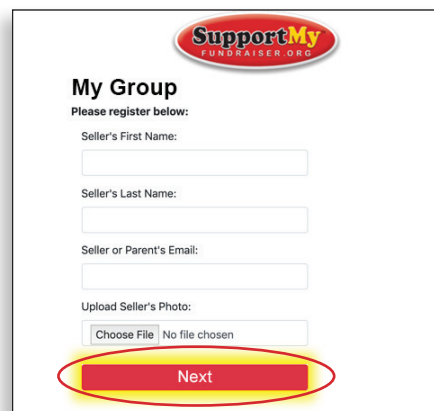 SupportMy
FUNDRAISER.ORG
My Group
Please register below:
Seller's First Name:
Seller's Last Name:
Seller or Parent's Email:
Upload Seller's Photo:
Choose File No file chosen
Next